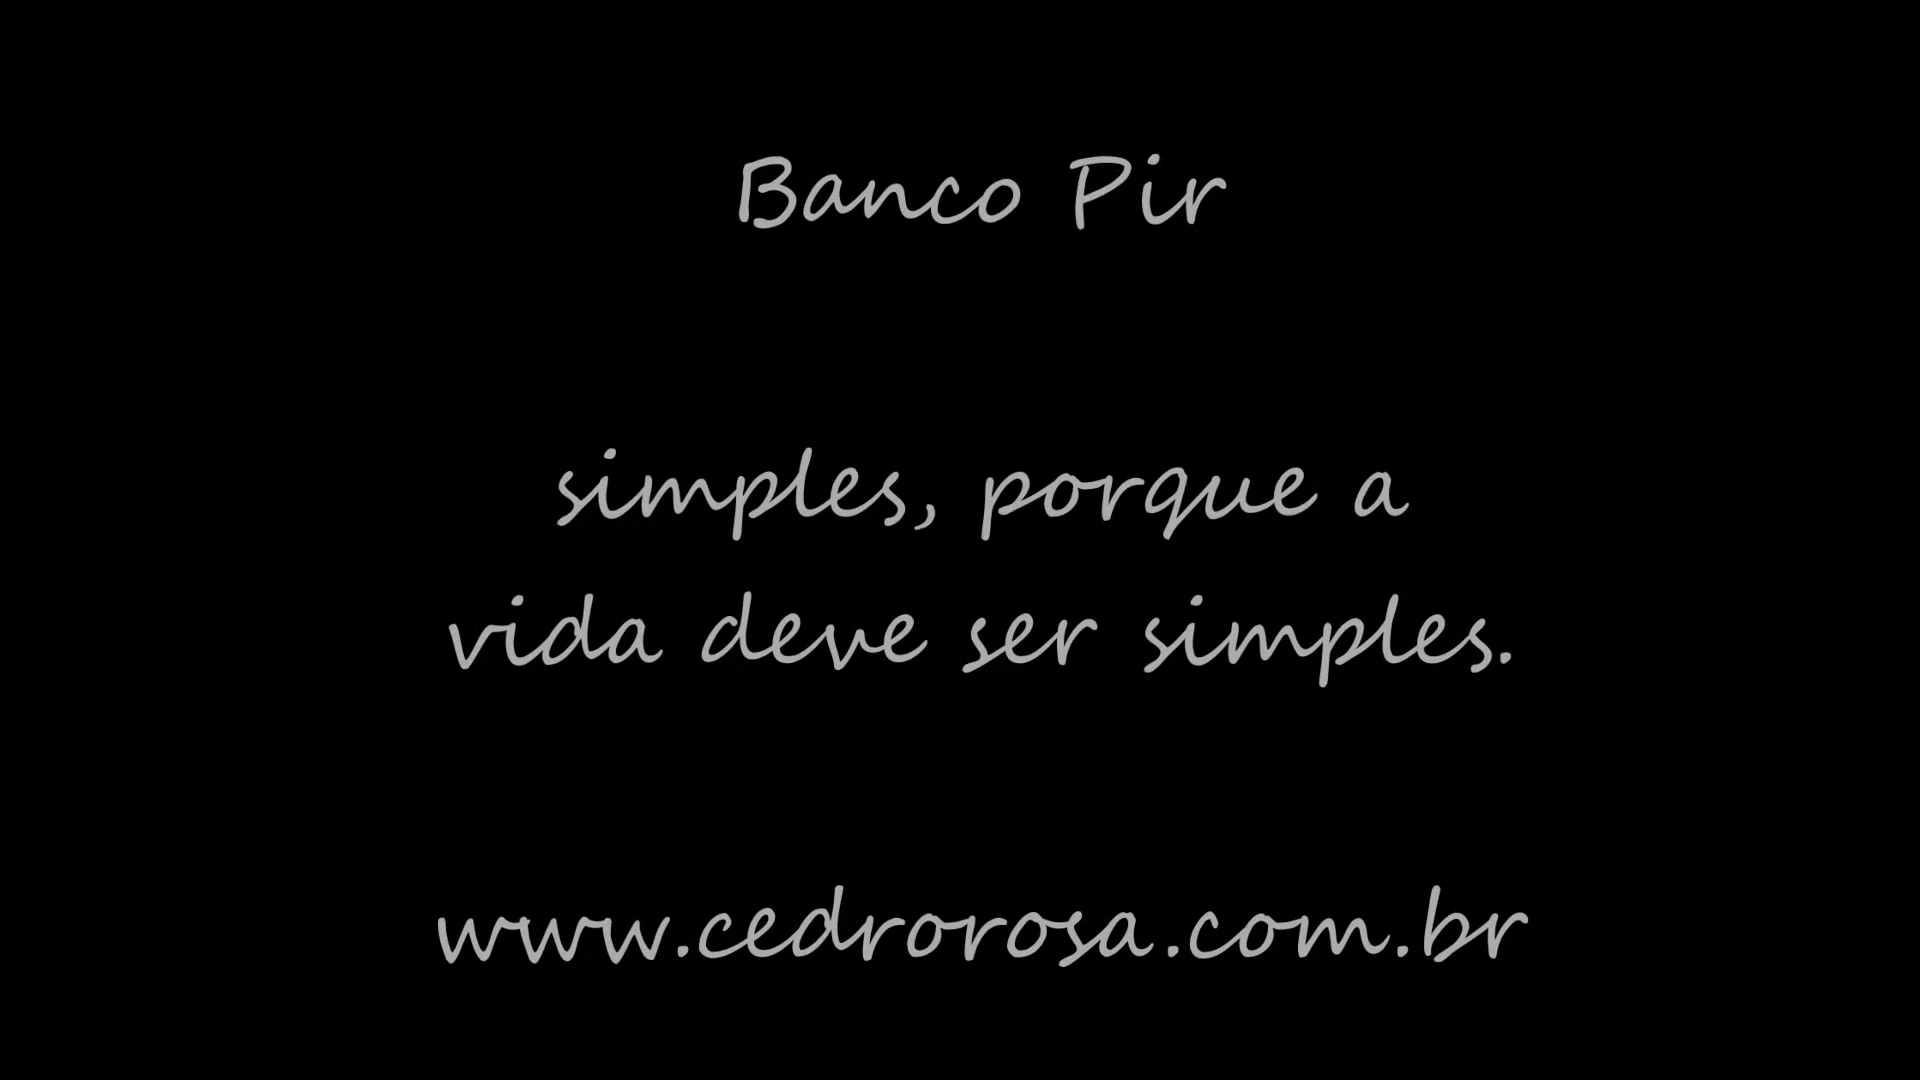 Banco Pir
simples, porque a
vida deve ser simples.
www.cedrorosa.com.br